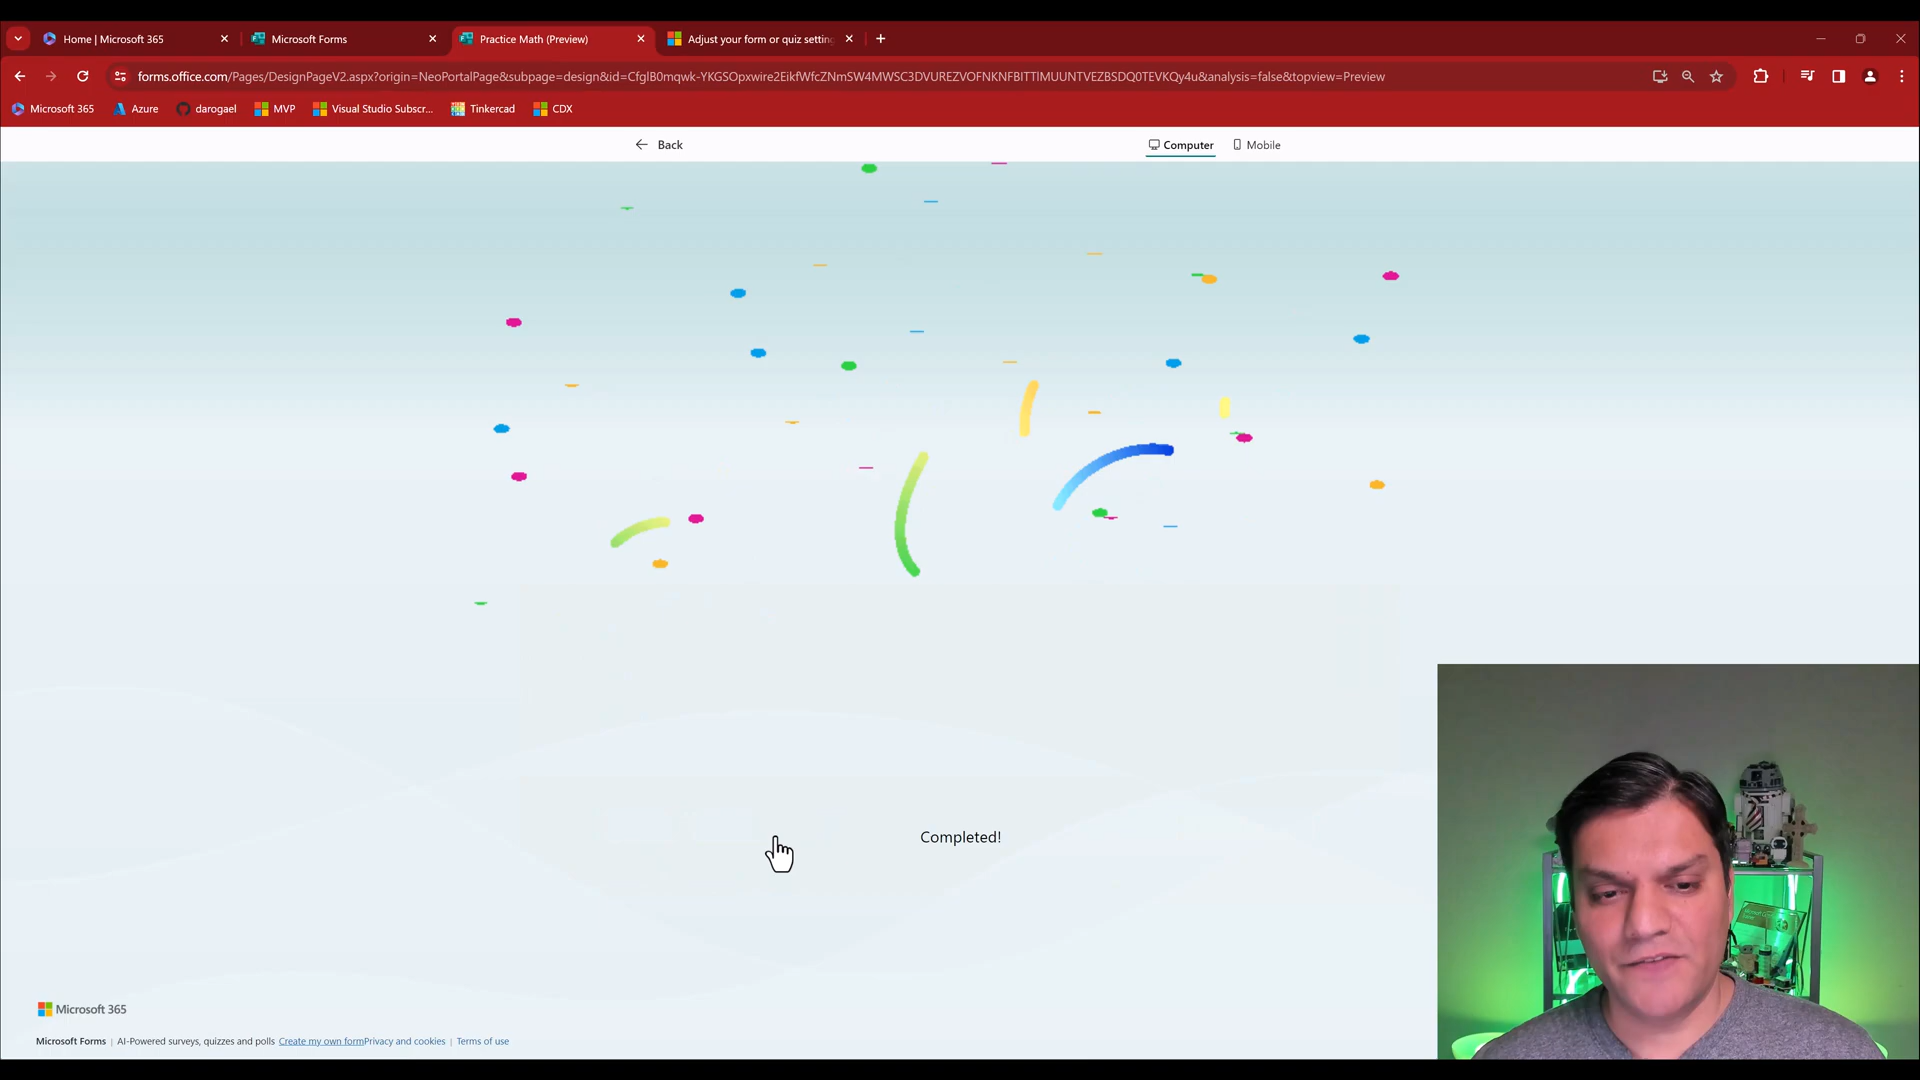 Home | Microsoft 365
Microsoft Forms
Practice Math (Preview)
Adjust your form or quiz settin
forms.office.com/Pages/DesignPageV2.aspx?origin=NeoPortalPage&subpage=design&id=CfglB0mqwk-YKGSOpxwire2EikfWfcZNmSW4MWSC3DVUREZVOFNKNFBITTlMUUNTVEZBSDQ0TEVKQy4u&analysis=false&topview=Preview
Microsoft 365
Azure
darogael
MVP
Visual Studio Subscr...
Tinkercad
CDX
Back
Computer
Mobile
Completed!
Microsoft 365
Microsoft Forms | AI-Powered surveys, quizzes and polls Create my own formPrivacy and cookies | Terms of use